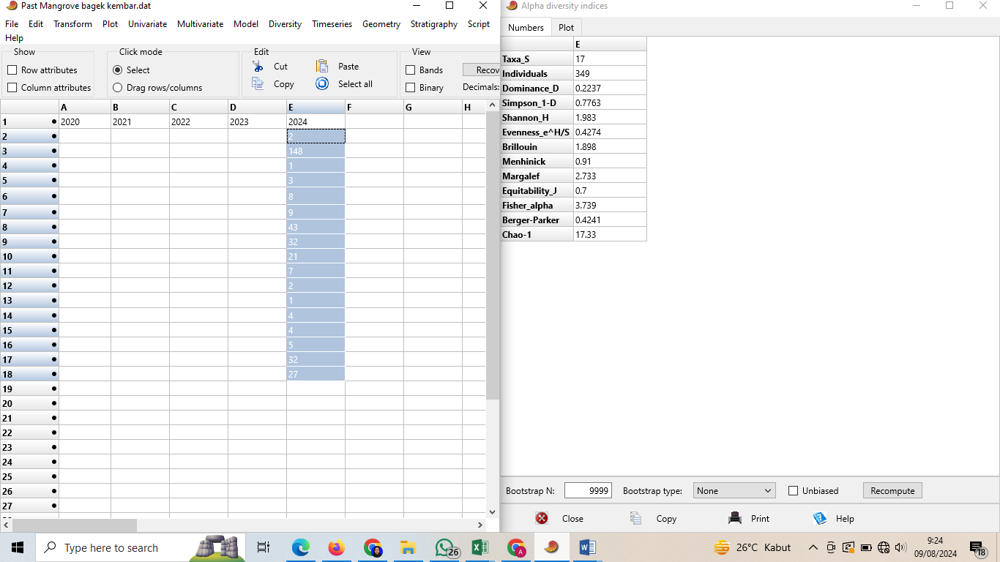 Past Mangrove bagek kembar.dat
File Edit Transform Plot Univariate Multivariate Model Diversity Timeseries Geometry Stratigraphy Script
Help
Show Click mode Edit View
Row attributes Select Cut Paste Bands Recov
Column attributes Drag rows/columns Copy Select all Binary Decimals:
A B C D E F G H
1 2020 2021 2022 2023 2024
2 2
3 148
4 1
5 3
6 8
7 9
8 43
9 32
10 21
11 7
12 2
13 1
14 4
15 4
16 5
17 32
18 27
19
20
21
22
23
24
25
26
27
Alpha diversity indices
Numbers Plot
E
Taxa_S 17
Individuals 349
Dominance_D 0.2237
Simpson_1-D 0.7763
Shannon_H 1.983
Evenness_e^H/S 0.4274
Brillouin 1.898
Menhinick 0.91
Margalef 2.733
Equitability_J 0.7
Fisher_alpha 3.739
Berger-Parker 0.4241
Chao-1 17.33
Bootstrap N: 9999 Bootstrap type: None Unbiased Recompute
Close Copy Print Help
Type here to search 26 A 26°C Kabut 9:24
09/08/2024 18